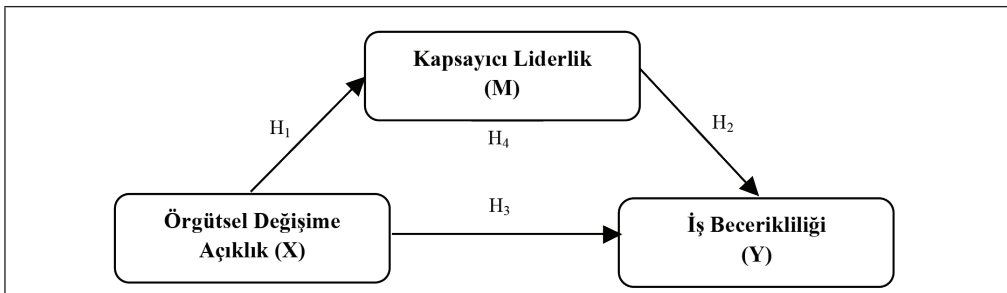 Kapsayıcı Liderlik
(M)
H1
H2
H4
Örgütsel Değişime
Açıklık (X)
H3
İş Becerikliliği
(Y)